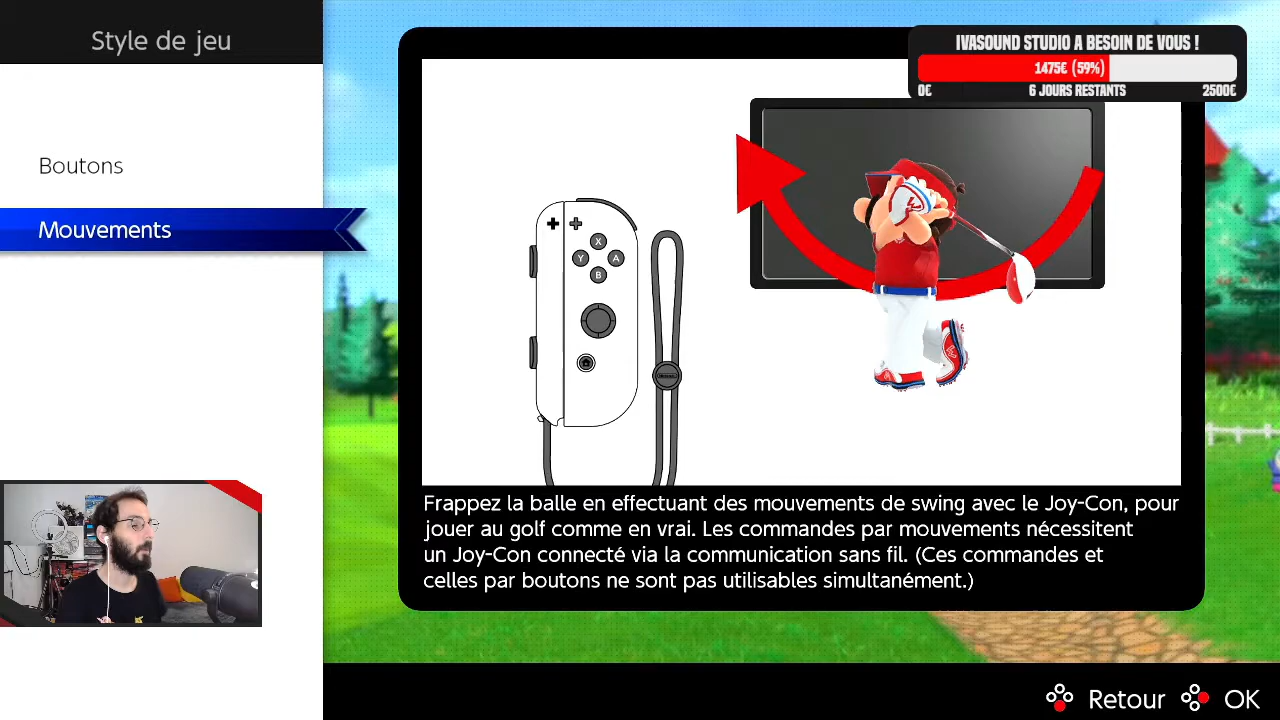 Style de jeu
Boutons
Mouvements
IVASOUND STUDIO A BESOIN DE VOUS !
1475€ (59%)
0€ 6 JOURS RESTANTS 2500€
X
Y A
B
Frappez la balle en effectuant des mouvements de swing avec le Joy-Con, pour
jouer au golf comme en vrai. Les commandes par mouvements nécessitent
un Joy-Con connecté via la communication sans fil. (Ces commandes et
celles par boutons ne sont pas utilisables simultanément.)
Retour OK